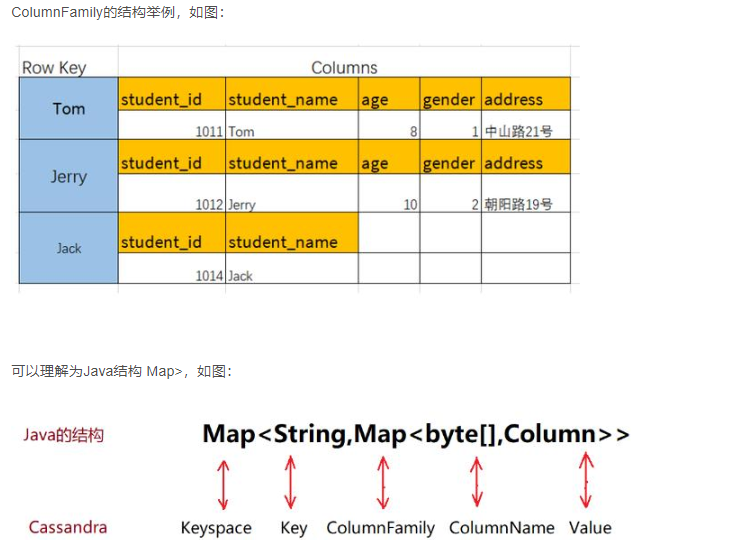 ColumnFamily的结构举例，如图：
Row Key Columns
Tom student_id student_name age gender address
1011 Tom 8 1 中山路21号
Jerry student_id student_name age gender address
1012 Jerry 10 2 朝阳路19号
Jack student_id student_name
1014 Jack
可以理解为Java结构 Map>，如图：
Java的结构 Map<String,Map<byte[],Column>>
Cassandra Keyspace Key ColumnFamily ColumnName Value